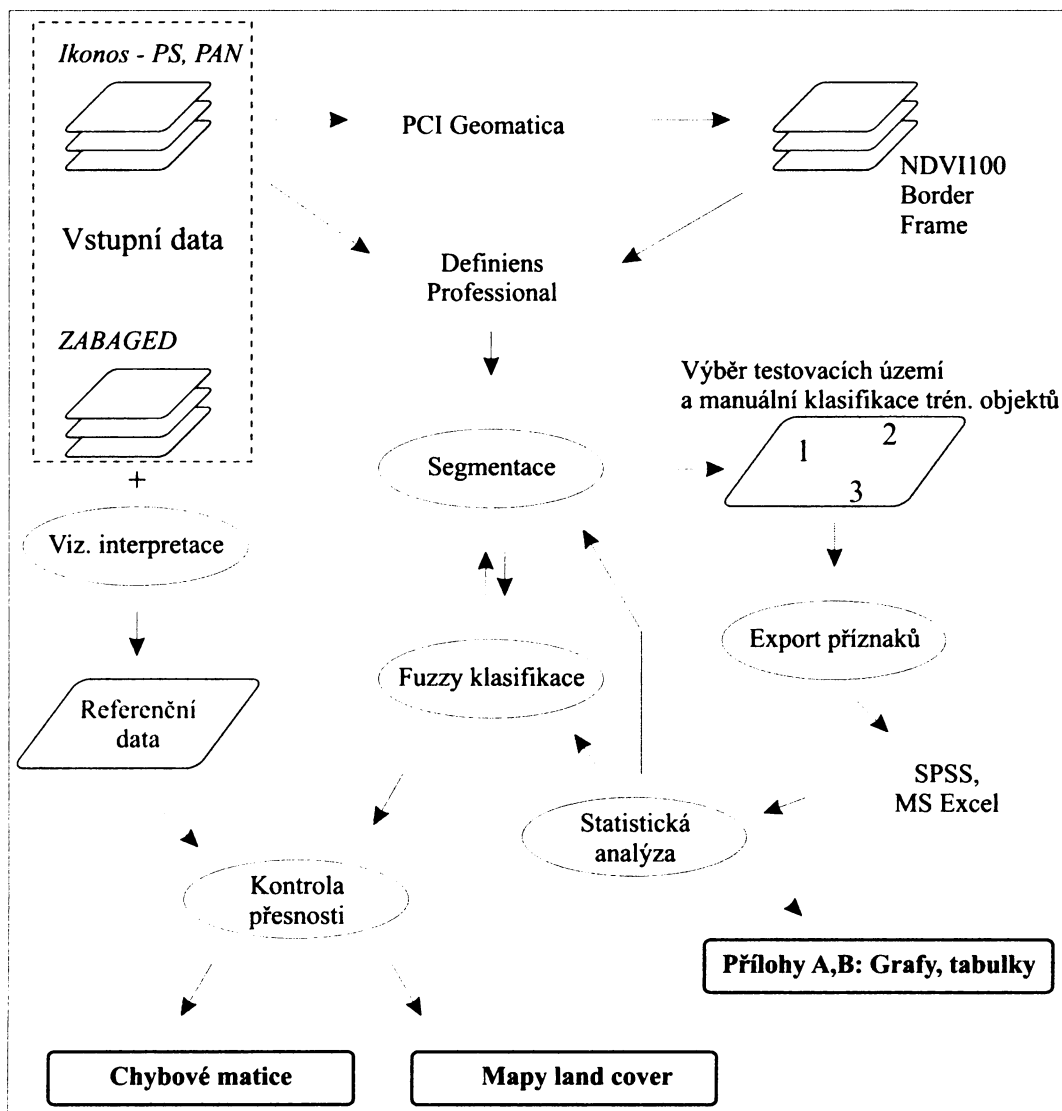 Ikonos - PS, PAN
PCI Geomatica
NDVI100
Border
Frame
Vstupní data
Definiens
Professional
ZABAGED
Výběr testovacích území
a manuální klasifikace trén. objektů
1
2
3
Segmentace
+
Viz. interpretace
Export příznaků
Fuzzy klasifikace
Referenční
data
SPSS,
MS Excel
Statistická
analýza
Kontrola
přesnosti
Přílohy A,B: Grafy, tabulky
Chybové matice
Mapy land cover